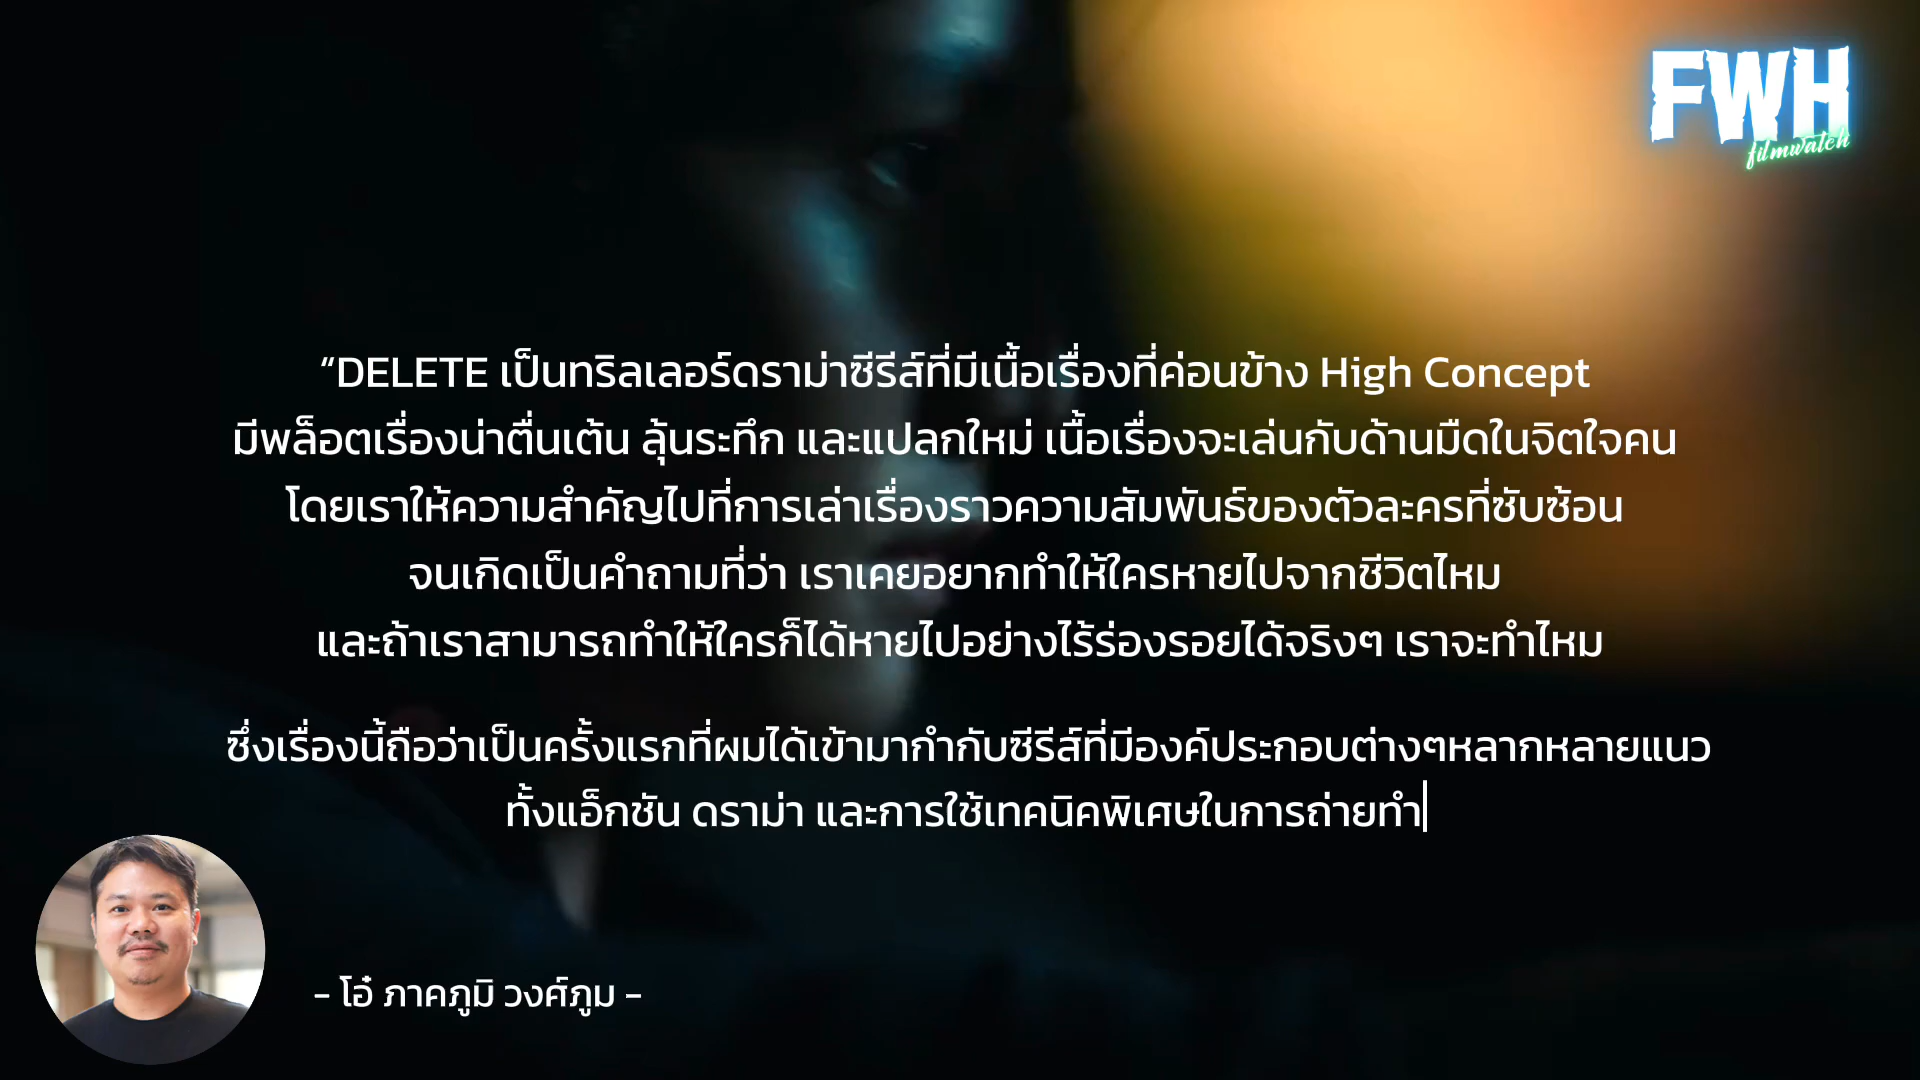 FWH
filmwatch
“DELETE เป็นทริลเลอร์ดราม่าซีรีส์ที่มีเนื้อเรื่องที่ค่อนข้าง High Concept
มีพล็อตเรื่องน่าตื่นเต้น ลุ้นระทึก และแปลกใหม่ เนื้อเรื่องจะเล่นกับด้านมืดในจิตใจคน
โดยเราให้ความสำคัญไปที่การเล่าเรื่องราวความสัมพันธ์ของตัวละครที่ซับซ้อน
จนเกิดเป็นคำถามที่ว่า เราเคยอยากทำให้ใครหายไปจากชีวิตไหม
และถ้าเราสามารถทำให้ใครก็ได้หายไปอย่างไร้ร่องรอยได้จริงๆ เราจะทำไหม
ซึ่งเรื่องนี้ถือว่าเป็นครั้งแรกที่ผมได้เข้ามากำกับซีรีส์ที่มีองค์ประกอบต่างๆหลากหลายแนว
ทั้งแอ็กชัน ดราม่า และการใช้เทคนิคพิเศษในการถ่ายทำ
- โอ๋ ภาคภูมิ วงศ์ภูม -